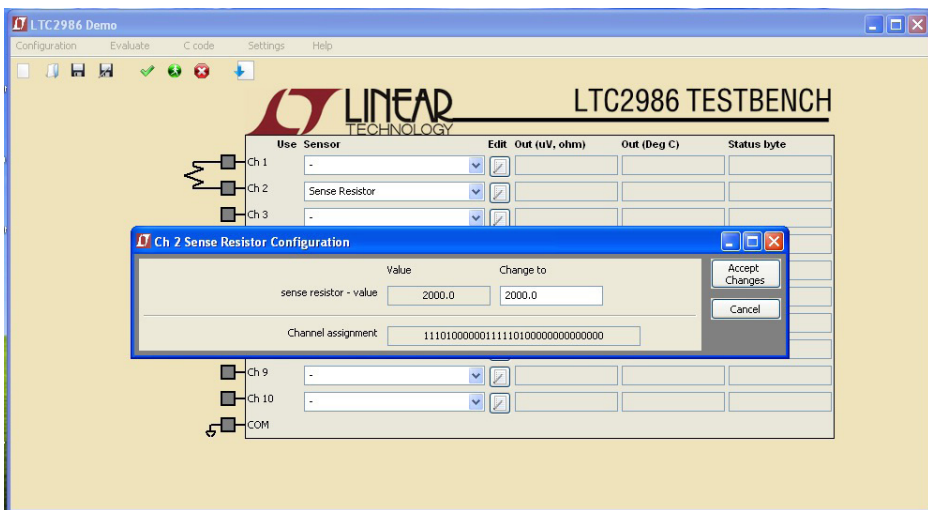 LTC2986 Demo
Configuration Evaluate C code Settings Help
LINEAR
TECHNOLOGY
LTC2986 TESTBENCH
Use Sensor Edit Out (uV, ohm) Out (Deg C) Status byte
Ch 1 -
Ch 2 Sense Resistor
Ch 3 -
Ch 2 Sense Resistor Configuration
Value Change to Accept
Changes
sense resistor - value 2000.0 2000.0
Cancel
Channel assignment 11101000000111110100000000000000
Ch 9 -
Ch 10 -
COM